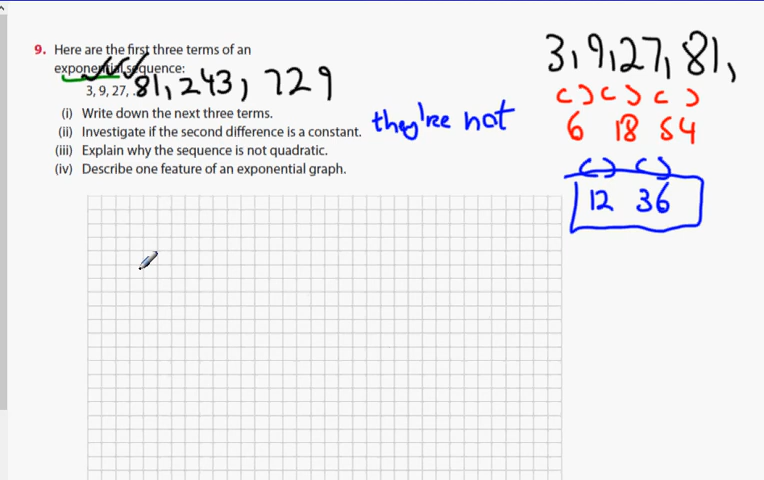 9. Here are the first three terms of an
exponential sequence:
3, 9, 27, ... 81, 243, 729
(i) Write down the next three terms.
(ii) Investigate if the second difference is a constant. they're not
(iii) Explain why the sequence is not quadratic.
(iv) Describe one feature of an exponential graph.
3, 9, 27, 81,
6 18 54
12 36